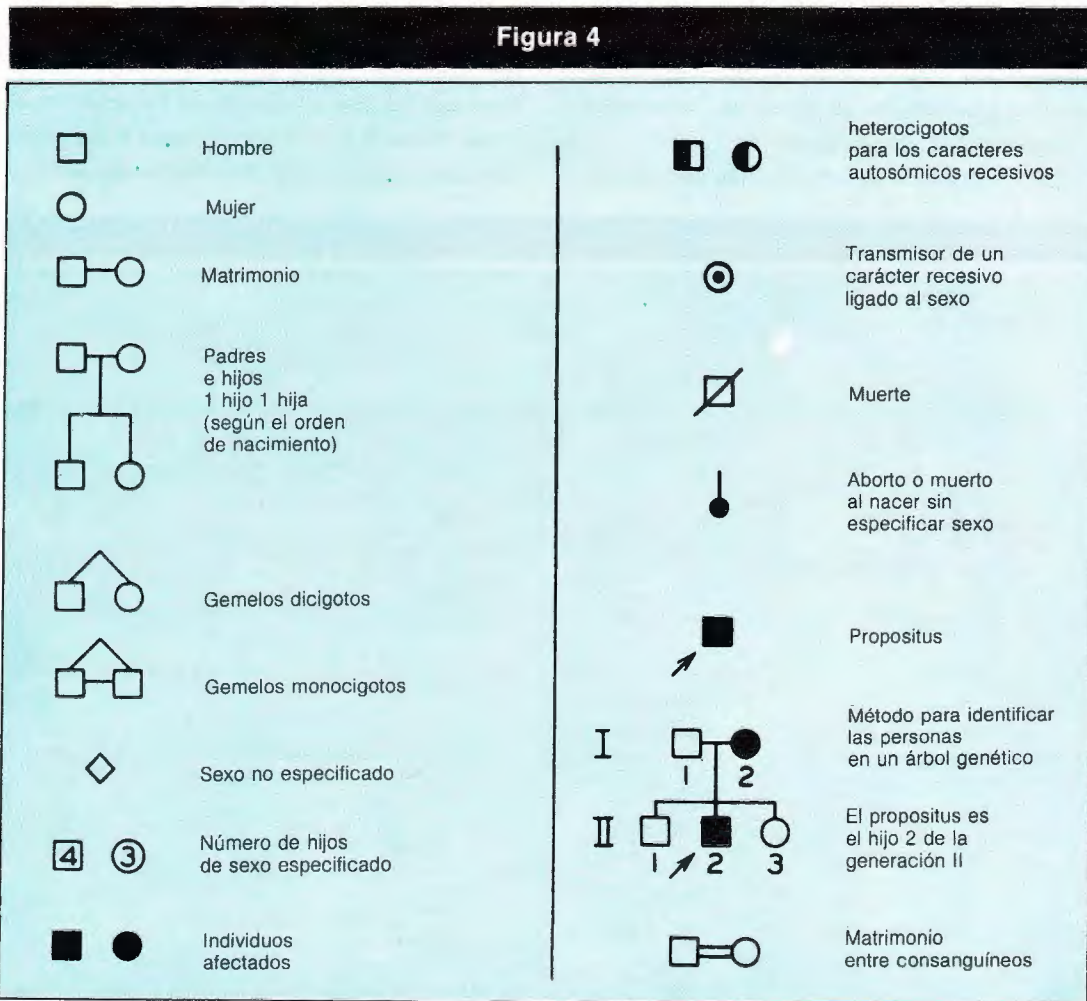 Figura 4
Hombre
Mujer
Matrimonio
Padres
e hijos
1 hijo 1 hija
(según el orden
de nacimiento)
Gemelos dicigotos
Gemelos monocigotos
Sexo no especificado
4 3
Número de hijos
de sexo especificado
Individuos
afectados
heterocigotos
para los caracteres
autosómicos recesivos
Transmisor de un
carácter recesivo
ligado al sexo
Muerte
Aborto o muerto
al nacer sin
especificar sexo
Propositus
I
1 2
Método para identificar
las personas
en un árbol genético
II
1 2 3
El propositus es
el hijo 2 de la
generación II
Matrimonio
entre consanguíneos